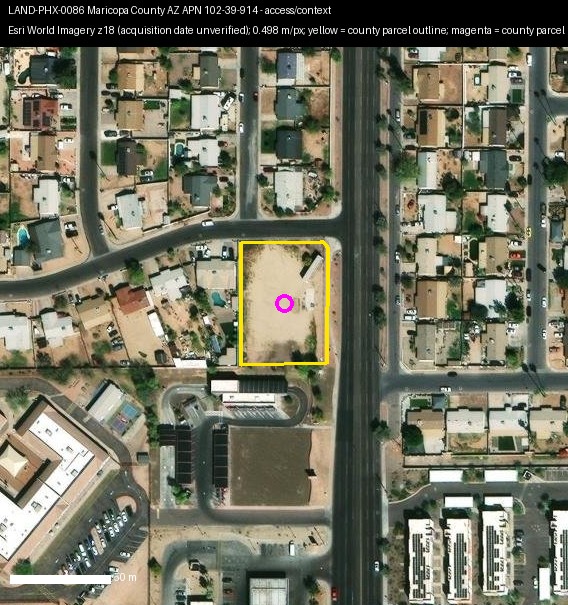 LAND-PHX-0086 Maricopa County AZ APN 102-39-914 - access/context
Esri World Imagery z18 (acquisition date unverified); 0.498 m/px; yellow = county parcel outline; magenta = county parcel
50 m